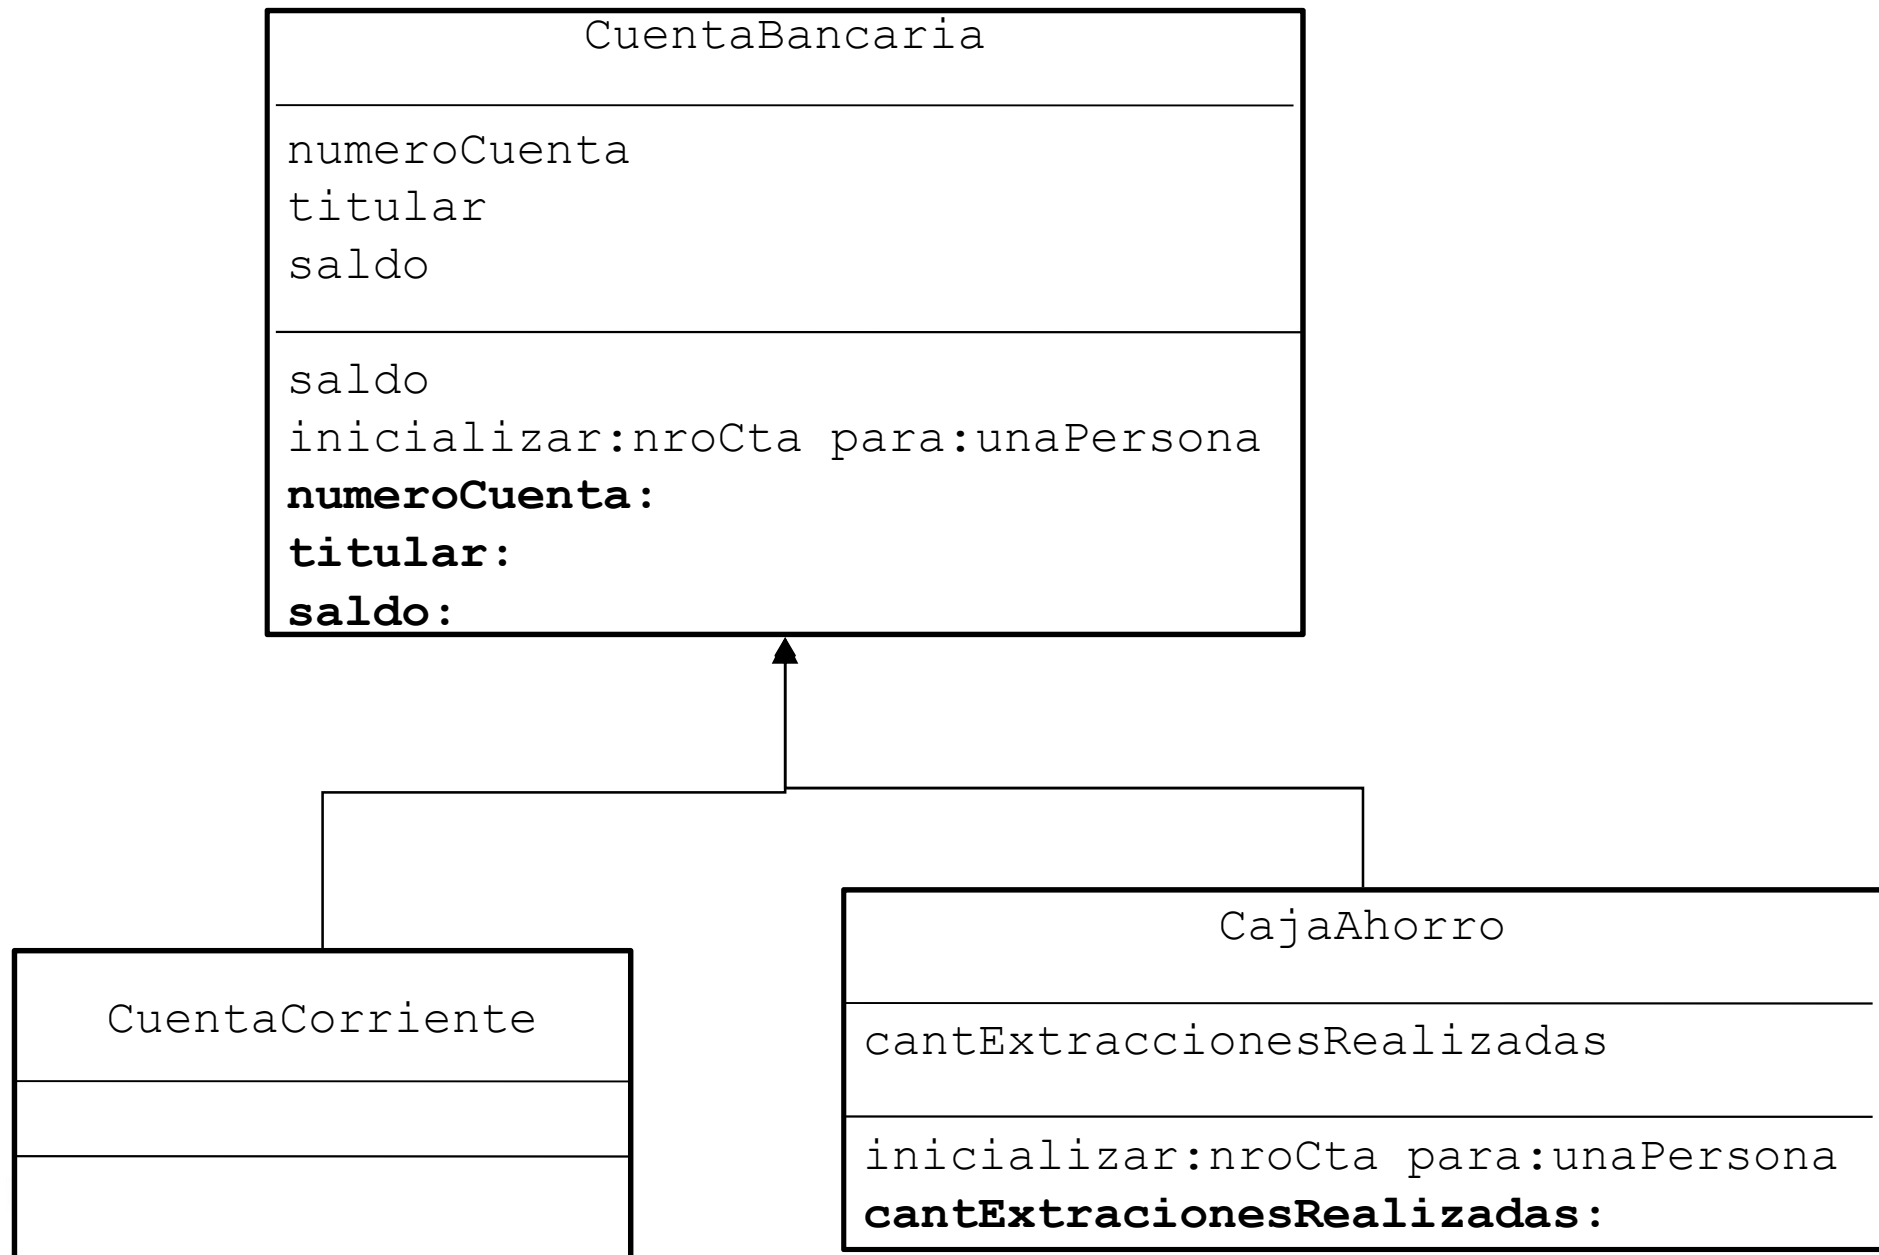 CuentaBancaria
numeroCuenta
titular
saldo
saldo
inicializar:nroCta para:unaPersona
numeroCuenta:
titular:
saldo:
CuentaCorriente
CajaAhorro
cantExtraccionesRealizadas
inicializar:nroCta para:unaPersona
cantExtracionesRealizadas: